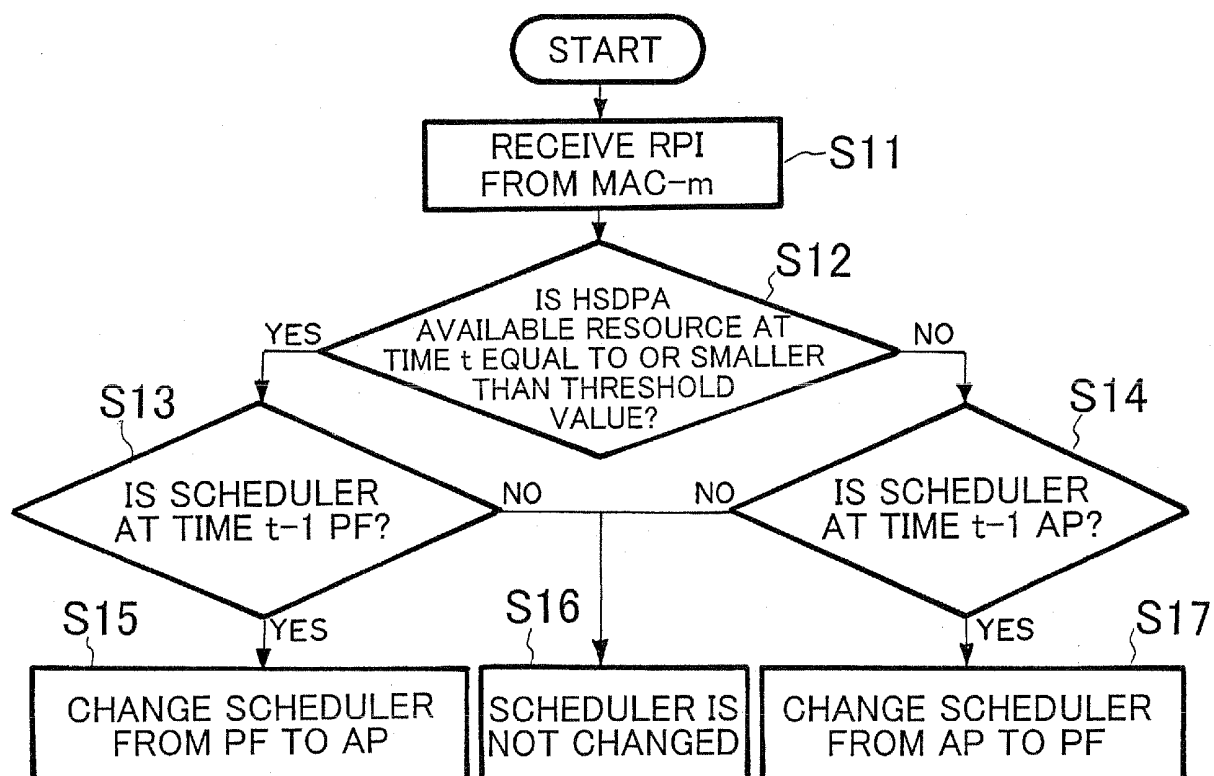 START
RECEIVE RPI
FROM MAC-m
S11
S12
IS HSDPA
AVAILABLE RESOURCE AT
TIME t EQUAL TO OR SMALLER
THAN THRESHOLD
VALUE?
YES
NO
S13
S14
IS SCHEDULER
AT TIME t-1 PF?
NO
NO
IS SCHEDULER
AT TIME t-1 AP?
S15
YES
S16
YES
S17
CHANGE SCHEDULER
FROM PF TO AP
SCHEDULER IS
NOT CHANGED
CHANGE SCHEDULER
FROM AP TO PF